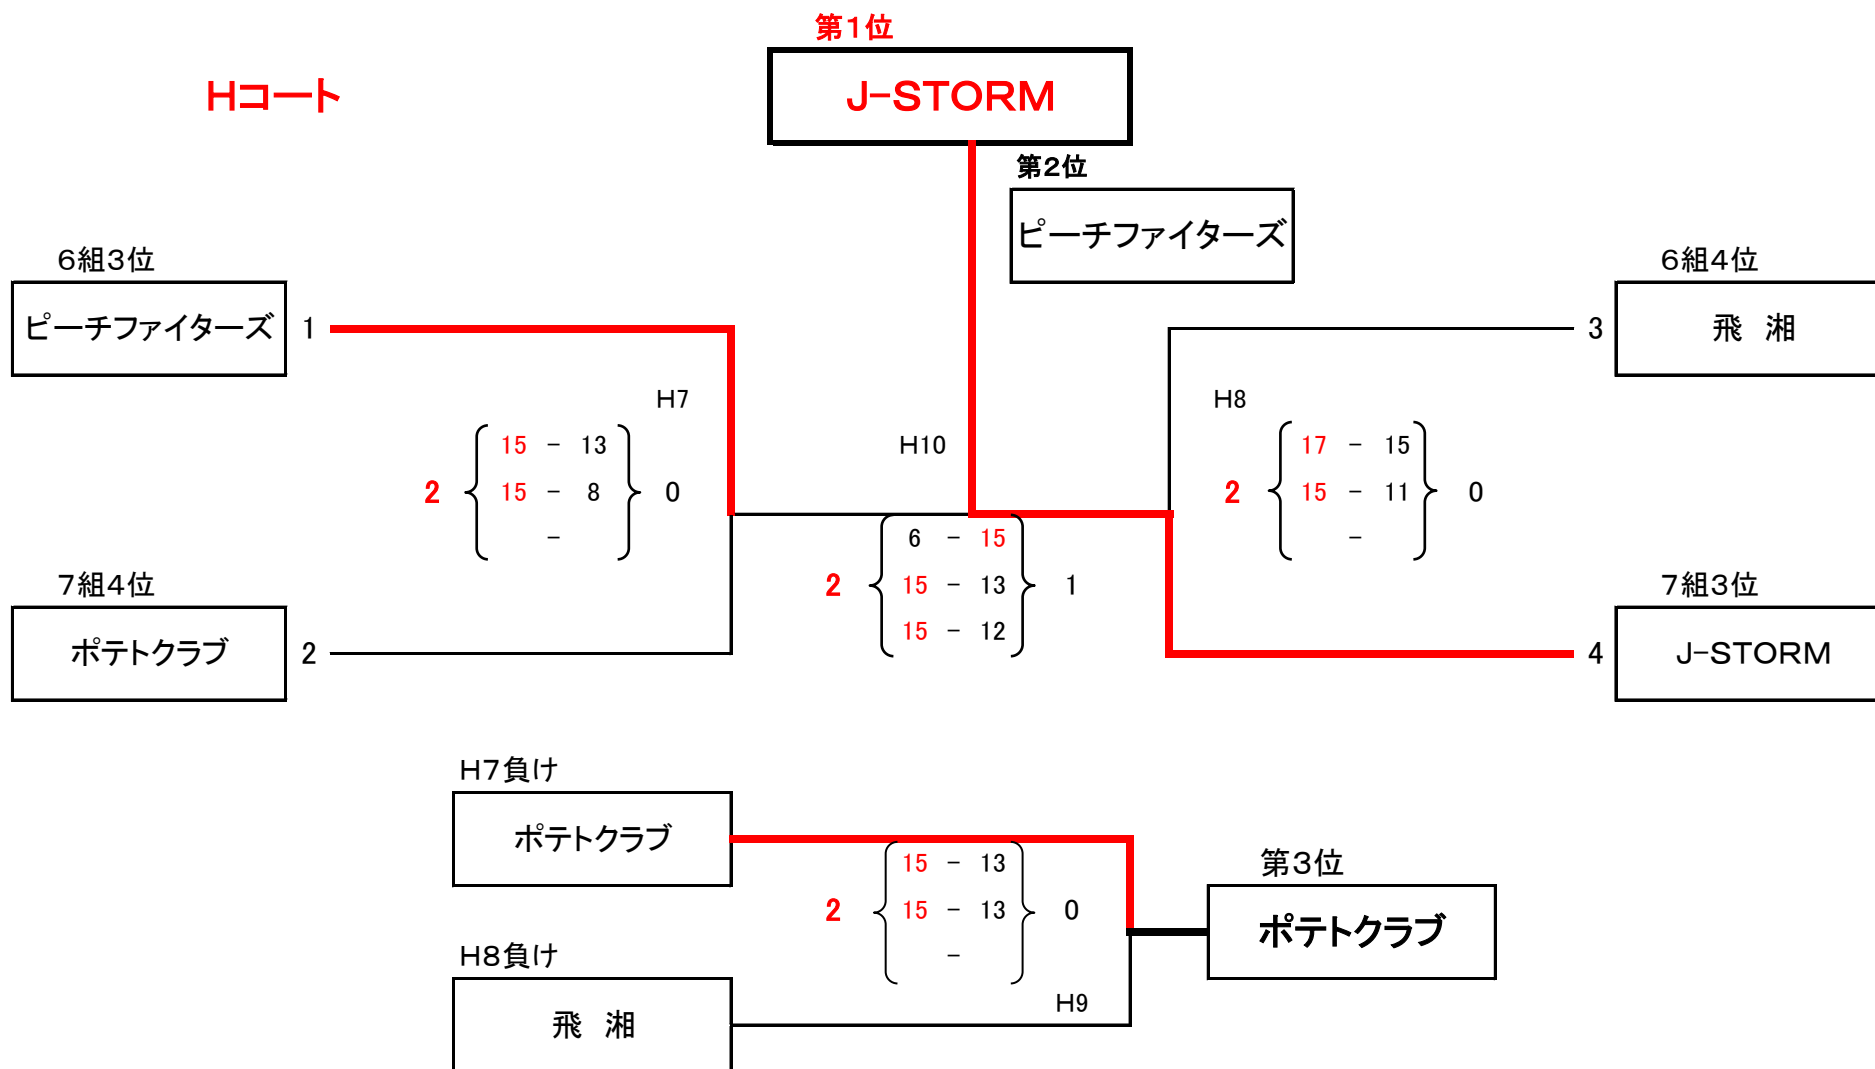 第1位
Hコート
J-STORM
第2位
ピーチファイターズ
6組3位
6組4位
ピーチファイターズ 1
3 飛 湘
H7
H8
15 - 13
2 15 - 8 0
-
H10
17 - 15
2 15 - 11 0
-
6 - 15
2 15 - 13 1
15 - 12
7組4位
7組3位
ポテトクラブ 2
4 J-STORM
H7負け
ポテトクラブ
15 - 13
2 15 - 13 0
-
第3位
ポテトクラブ
H8負け
H9
飛 湘